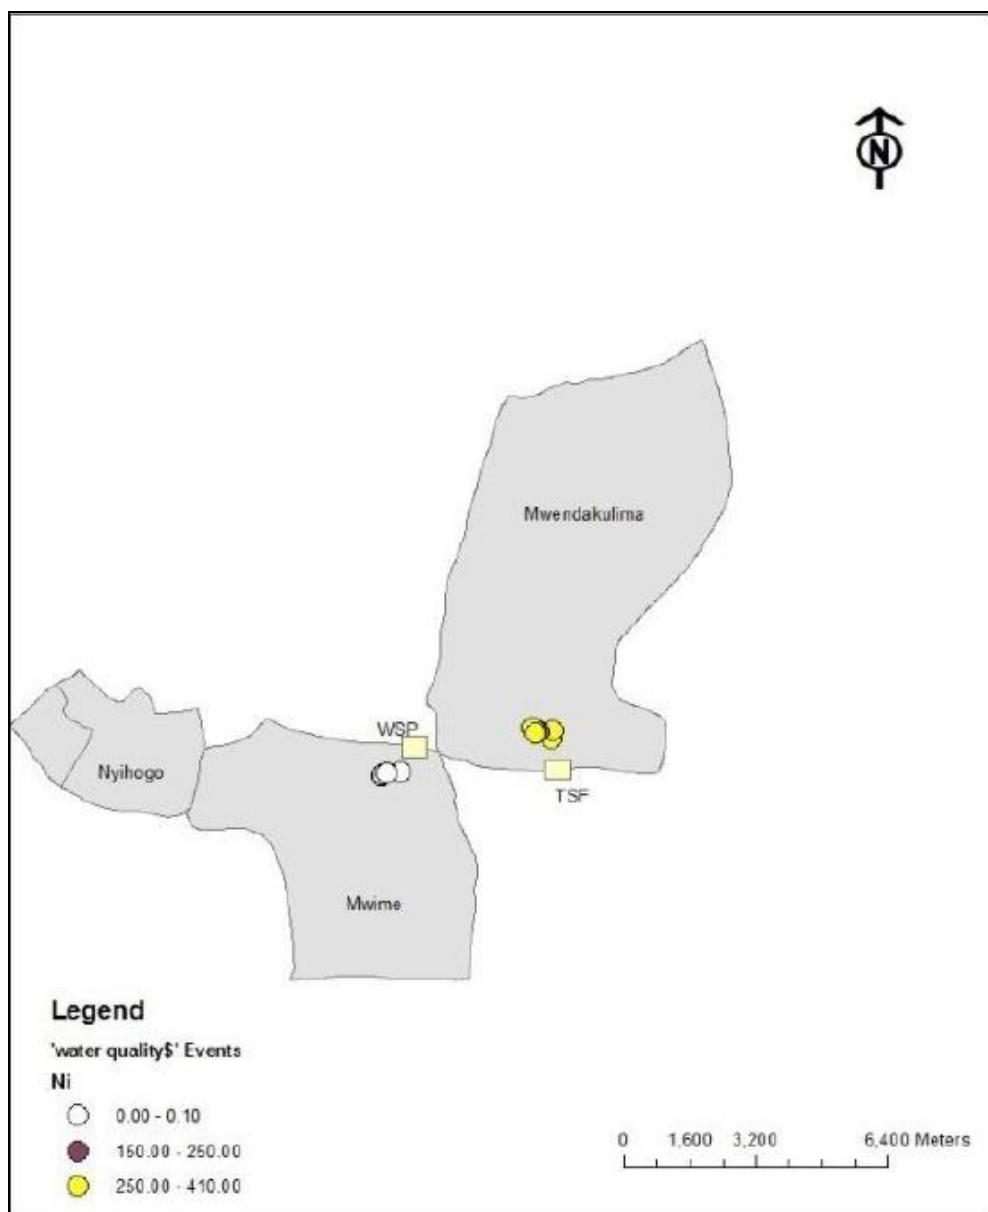 N
Mwendakulima
WSP
Nyihogo
TSF
Mwime
Legend
'water quality$' Events
Ni
0.00 - 0.10
150.00 - 250.00
250.00 - 410.00
0 1,600 3,200 6,400 Meters